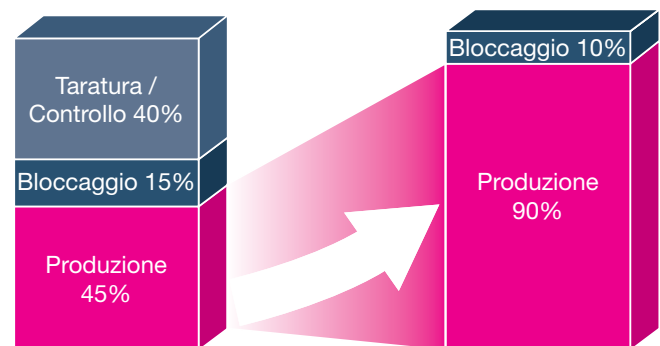 Taratura /
Controllo 40%
Bloccaggio 15%
Produzione
45%
Bloccaggio 10%
Produzione
90%